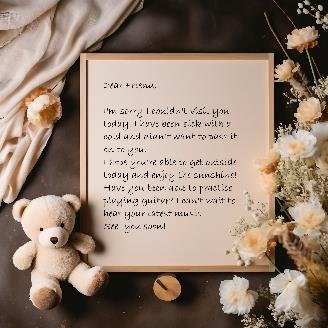 Dear Friend,
I'm sorry I couldn't visit you
today. I have been sick with a
cold and didn't want to pass it
on to you.
I hope you're able to get outside
today and enjoy the sunshine!
Have you been able to practise
playing guitar? I can't wait to
hear your latest music.
See you soon!